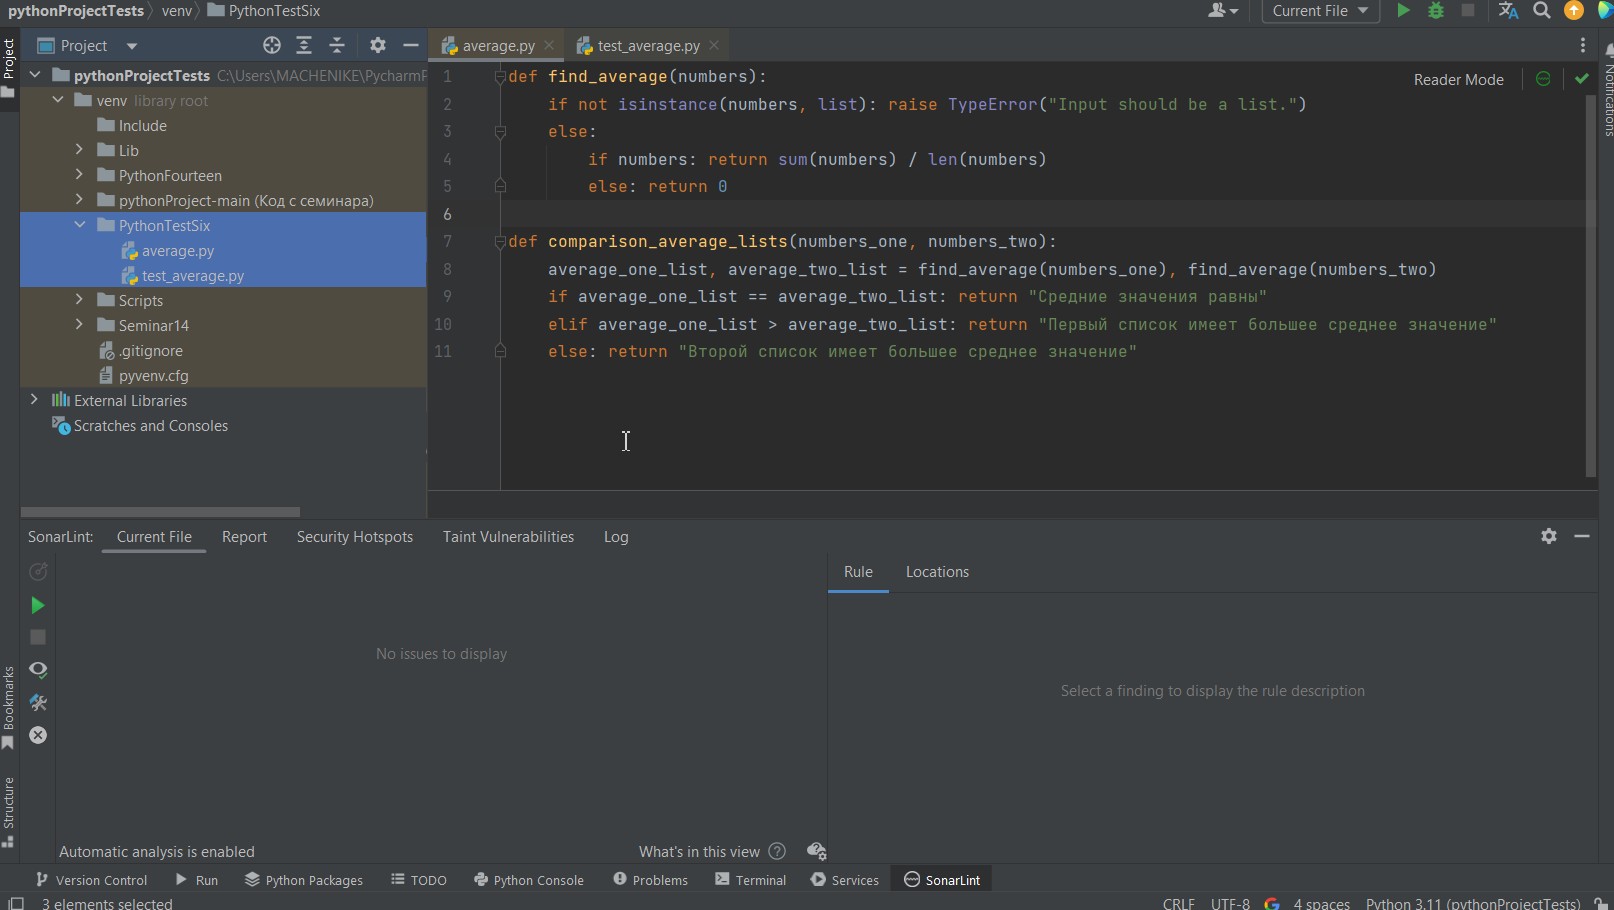 pythonProjectTests venv PythonTestSix
Current File
Project
Project
average.py
test_average.py
Notifications
pythonProjectTests C:\Users\MACHENIKE\Pycharm
venv library root
Include
Lib
PythonFourteen
pythonProject-main (Код с семинара)
PythonTestSix
average.py
test_average.py
Scripts
Seminar14
.gitignore
pyvenv.cfg
External Libraries
Scratches and Consoles
Reader Mode
1 def find_average(numbers):
2 if not isinstance(numbers, list): raise TypeError("Input should be a list.")
3 else:
4 if numbers: return sum(numbers) / len(numbers)
5 else: return 0
6
7 def comparison_average_lists(numbers_one, numbers_two):
8 average_one_list, average_two_list = find_average(numbers_one), find_average(numbers_two)
9 if average_one_list == average_two_list: return "Средние значения равны"
10 elif average_one_list > average_two_list: return "Первый список имеет большее среднее значение"
11 else: return "Второй список имеет большее среднее значение"
SonarLint: Current File Report Security Hotspots Taint Vulnerabilities Log
Rule Locations
No issues to display
Select a finding to display the rule description
Bookmarks
Structure
Automatic analysis is enabled
What's in this view
Version Control Run Python Packages TODO Python Console Problems Terminal Services SonarLint
3 elements selected
CRLF UTF-8 4 spaces Python 3.11 (pythonProjectTests)